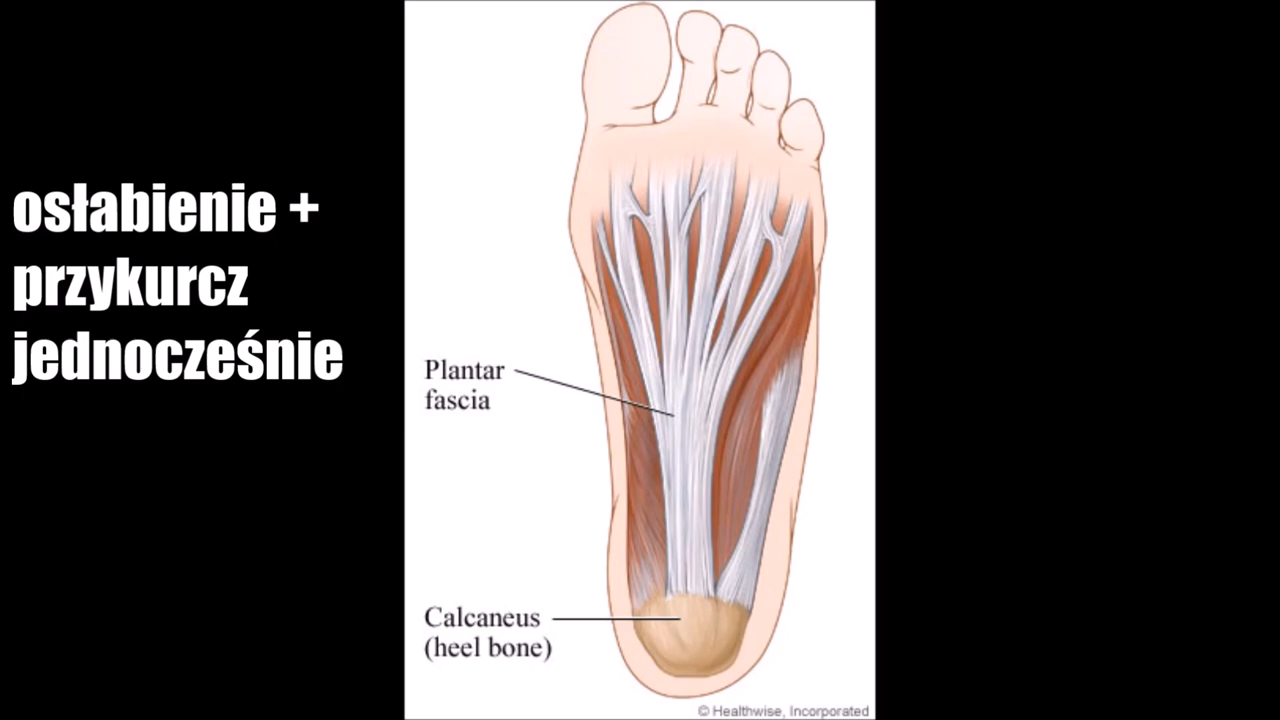 osłabienie +
przykurcz
jednocześnie
Plantar
fascia
Calcaneus
(heel bone)
© Healthwise, Incorporated